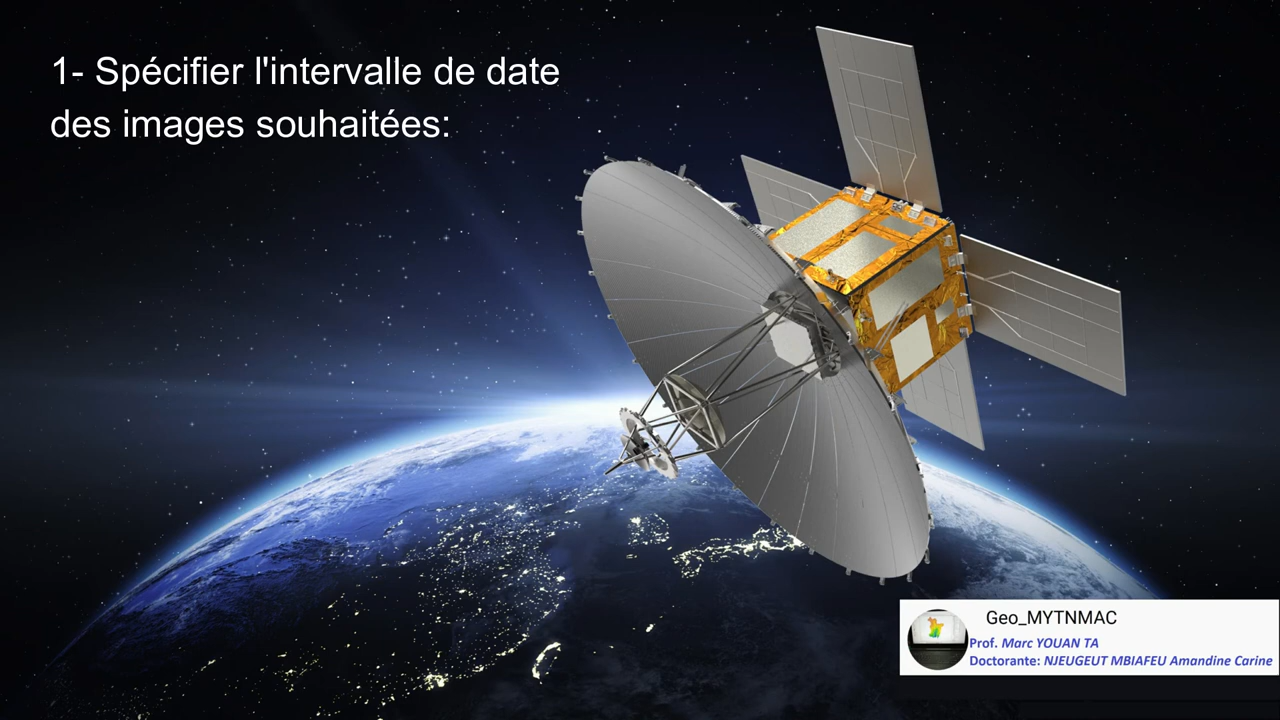 1- Spécifier l'intervalle de date
des images souhaitées:
Geo_MYTNMAC
Prof. Marc YOUAN TA
Doctorante: NJEUGEUT MBIAFEU Amandine Carine